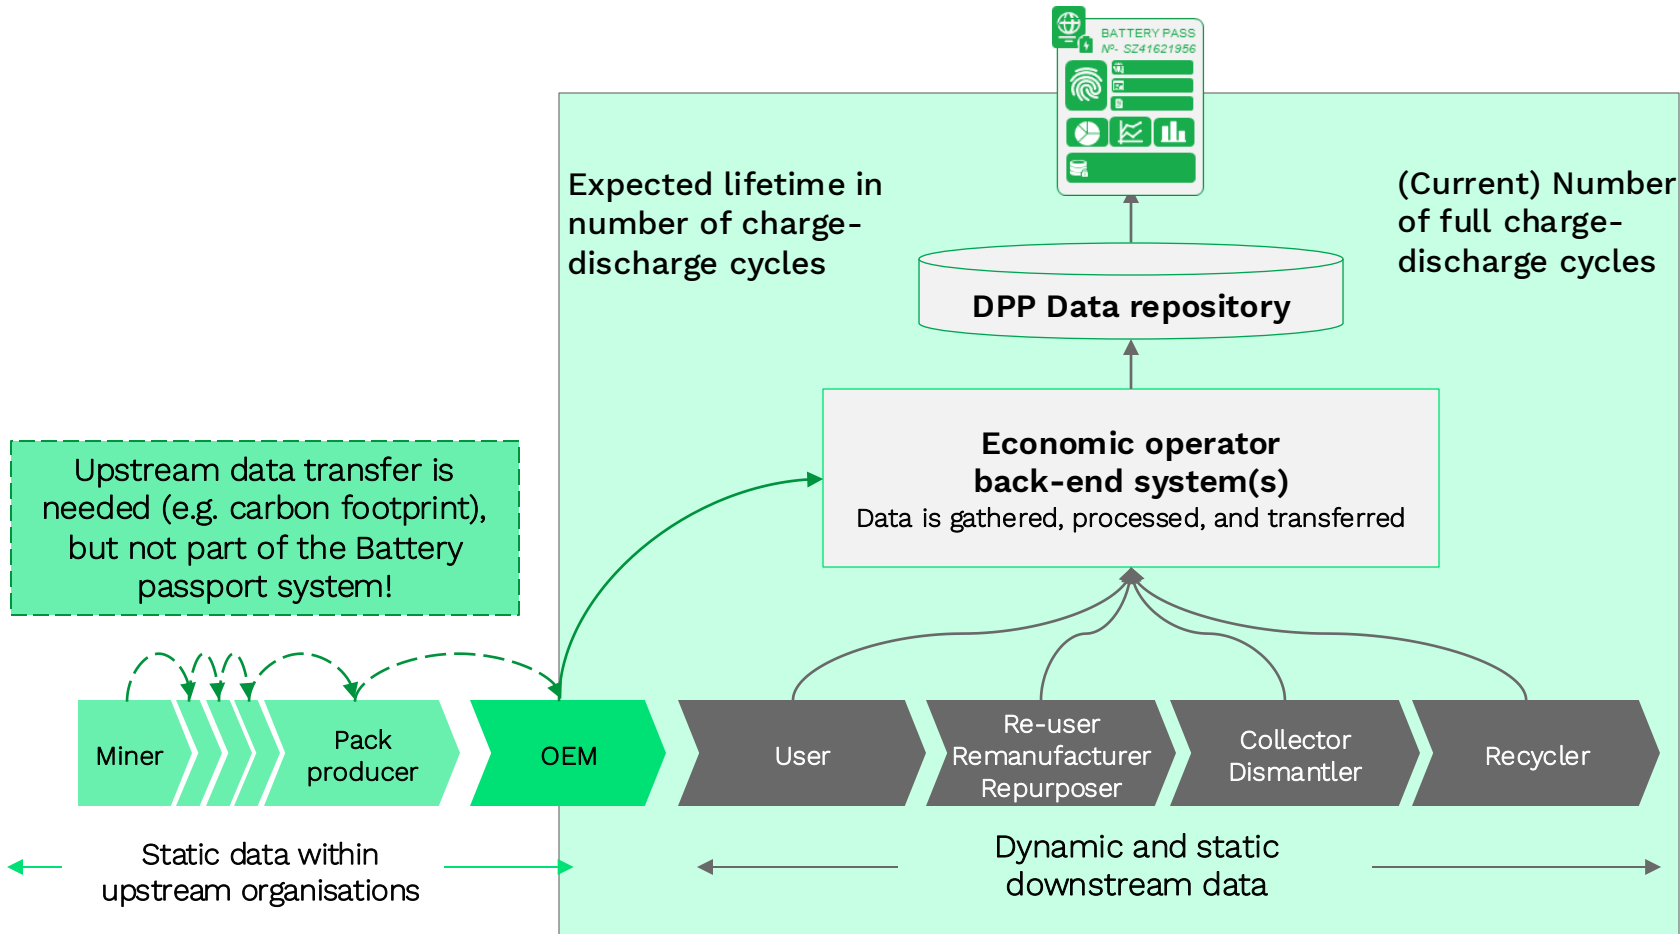 BATTERY PASS
Nº- SZ41621956
Expected lifetime in
number of charge-
discharge cycles
(Current) Number
of full charge-
discharge cycles
DPP Data repository
Economic operator
back-end system(s)
Data is gathered, processed, and transferred
Upstream data transfer is
needed (e.g. carbon footprint),
but not part of the Battery
passport system!
Miner
Pack
producer
OEM
User
Re-user
Remanufacturer
Repurposer
Collector
Dismantler
Recycler
Static data within
upstream organisations
Dynamic and static
downstream data